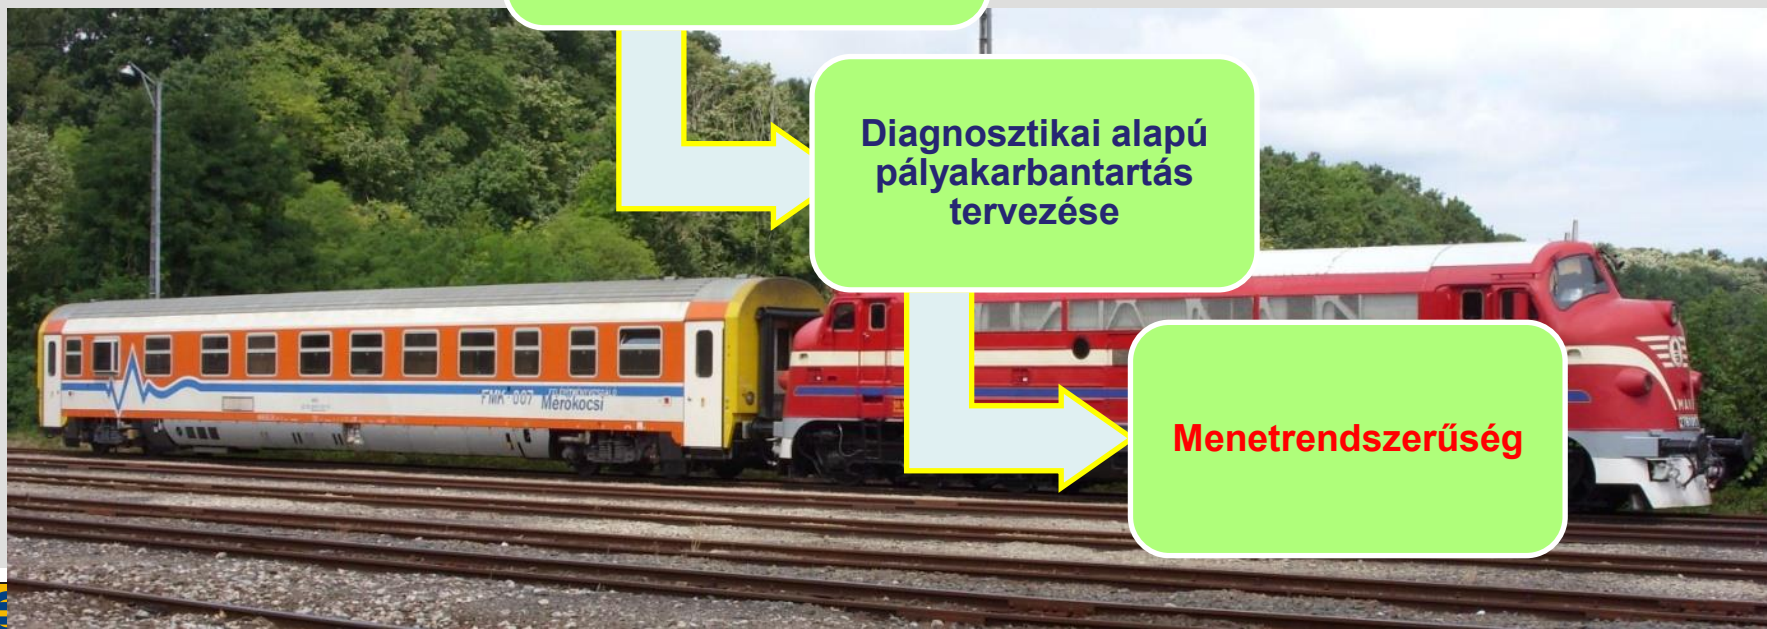 Diagnosztikai alapú
pályakarbantartás
tervezése
FMK-007
Mérőkocsi
Menetrendszerűség